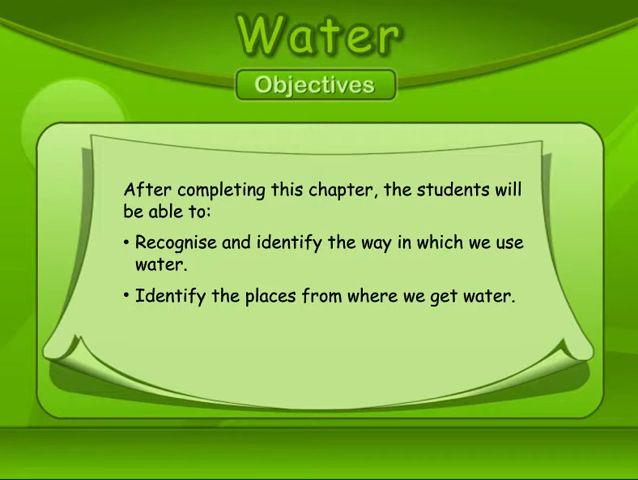 Water
Objectives
After completing this chapter, the students will
be able to:
• Recognise and identify the way in which we use
water.
• Identify the places from where we get water.